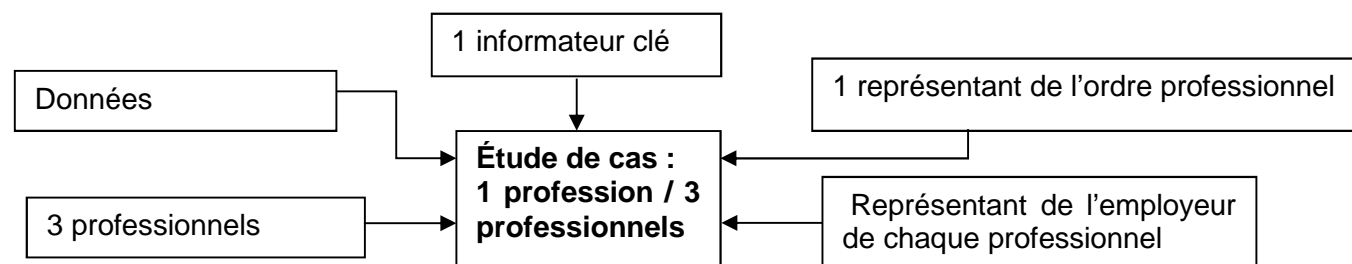 1 informateur clé
Données
1 représentant de l’ordre professionnel
Étude de cas :
1 profession / 3
professionnels
3 professionnels
Représentant de l’employeur
de chaque professionnel